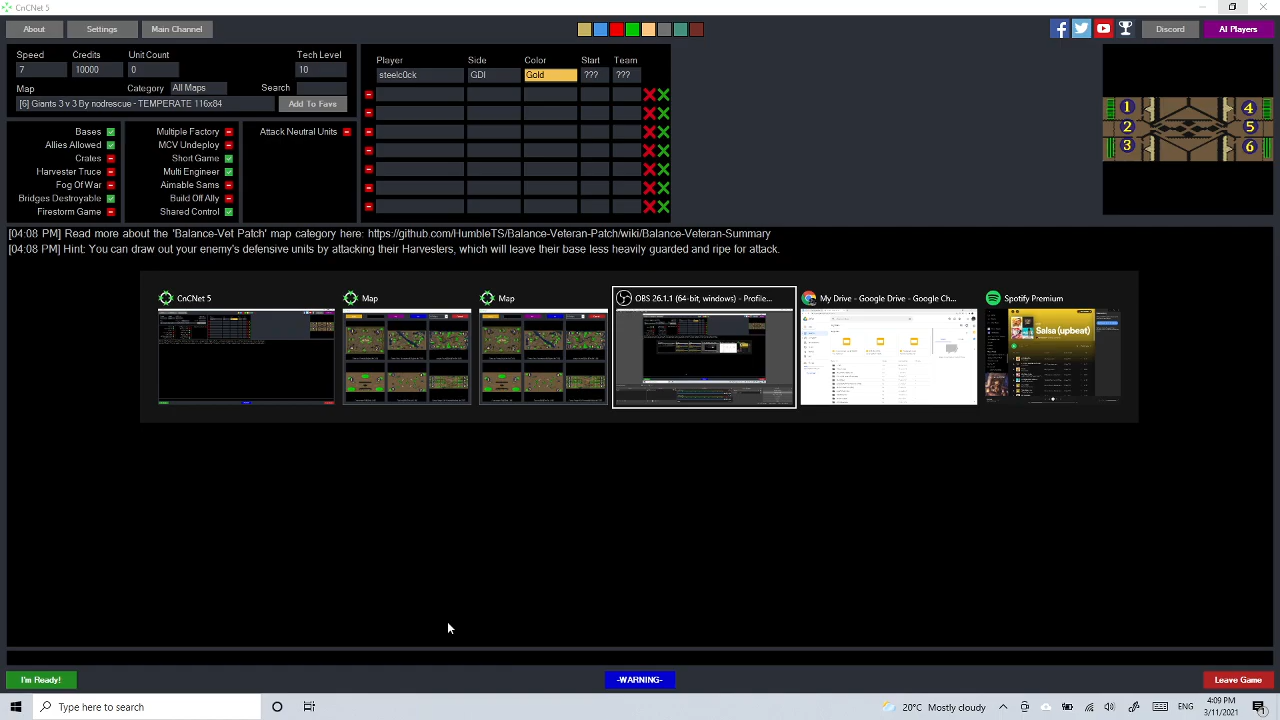 CnCNet 5
About
Settings
Main Channel
Discord
AI Players
Speed
Credits
Unit Count
Tech Level
7
10000
0
10
Map
Category
All Maps
Search
[6] Giants 3 v 3 By nodrescue - TEMPERATE 116x64
Add To Favs
Bases
Allies Allowed
Crates
Harvester Truce
Fog Of War
Bridges Destroyable
Firestorm Game
Multiple Factory
MCV Undeploy
Short Game
Multi Engineer
Aimable Sams
Build Off Ally
Shared Control
Attack Neutral Units
Player
Side
Color
Start
Team
steelc0ck
GDI
Gold
???
???
1
2
3
4
5
6
[04:08 PM] Read more about the 'Balance-Vet Patch' map category here: https://github.com/HumbleTS/Balance-Veteran-Patch/wiki/Balance-Veteran-Summary
[04:08 PM] Hint: You can draw out your enemy's defensive units by attacking their Harvesters, which will leave their base less heavily guarded and ripe for attack.
CnCNet 5
Map
Map
OBS 26.1.1 (64-bit, windows) - Profile...
My Drive - Google Drive - Google Ch...
Spotify Premium
Salsa (upbeat)
I'm Ready!
-WARNING-
Leave Game
Type here to search
20°C Mostly cloudy
ENG
4:09 PM
3/11/2021
1